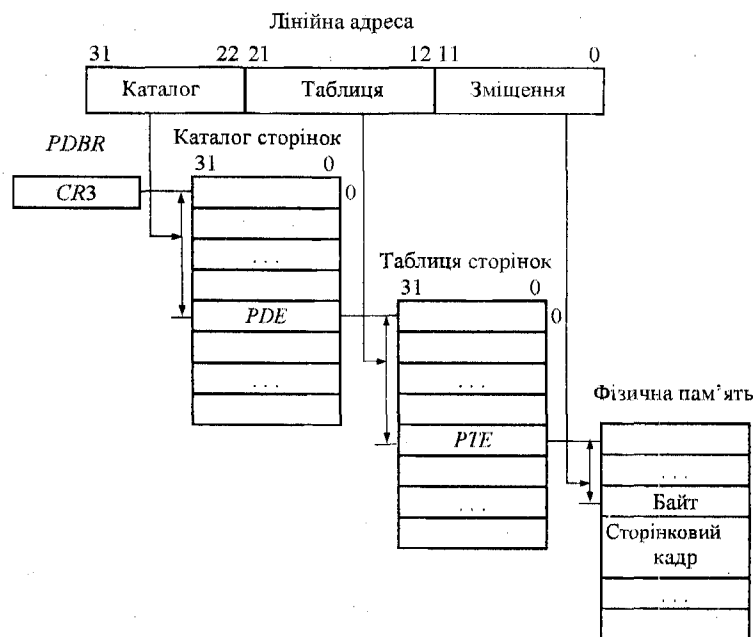 Лінійна адреса
31 22 21 12 11 0
Каталог Таблиця Зміщення
PDBR
Каталог сторінок
31 0
CR3
0
. . .
Таблиця сторінок
31 0
PDE
0
. . .
. . .
Фізична пам’ять
PTE
. . .
. . .
Байт
Сторінковий
кадр
. . .